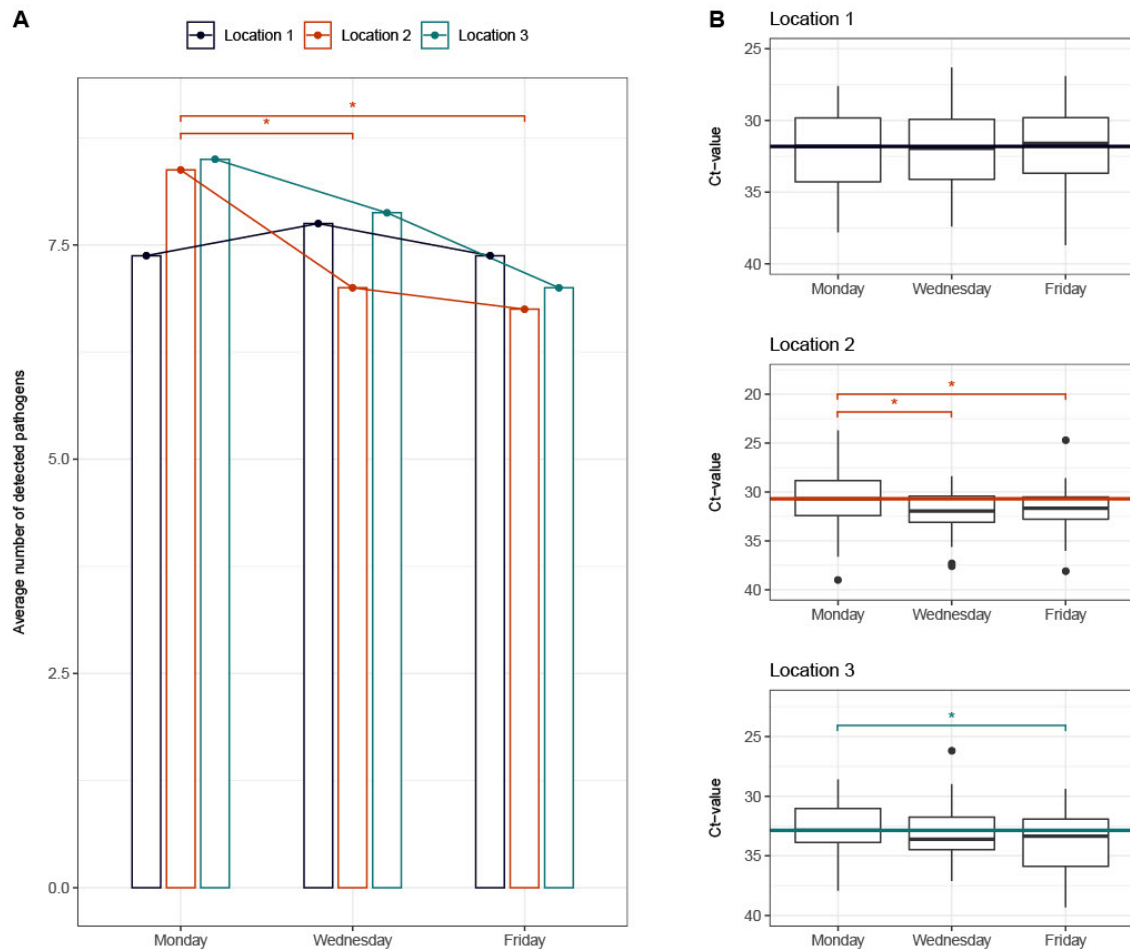 A
Location 1 Location 2 Location 3
Average number of detected pathogens
* *
7.5
5.0
2.5
0.0
Monday Wednesday Friday
B
Location 1
Ct-value
25
30
35
40
Monday Wednesday Friday
Location 2
Ct-value
* *
20
25
30
35
40
Monday Wednesday Friday
Location 3
Ct-value
*
25
30
35
40
Monday Wednesday Friday